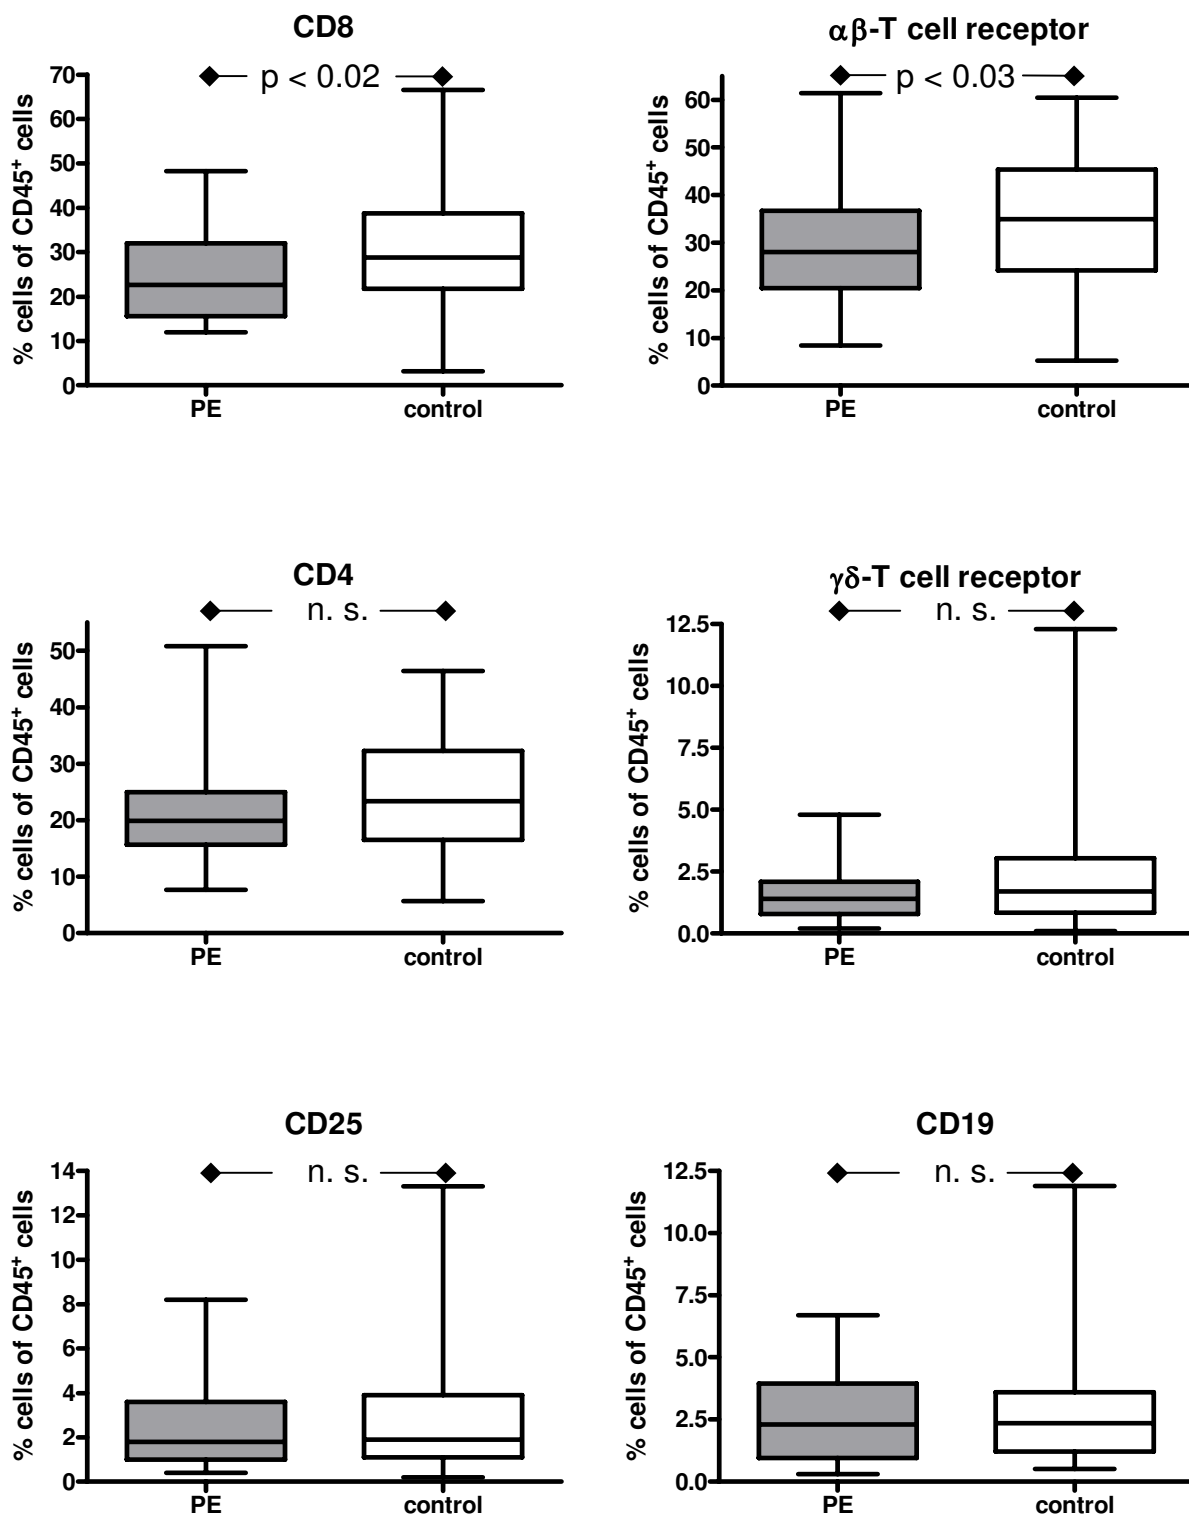 CD8
p < 0.02
% cells of CD45⁺ cells
70
60
50
40
30
20
10
0
PE control
αβ-T cell receptor
p < 0.03
% cells of CD45⁺ cells
60
50
40
30
20
10
0
PE control
CD4
n. s.
% cells of CD45⁺ cells
50
40
30
20
10
0
PE control
γδ-T cell receptor
n. s.
% cells of CD45⁺ cells
12.5
10.0
7.5
5.0
2.5
0.0
PE control
CD25
n. s.
% cells of CD45⁺ cells
14
12
10
8
6
4
2
0
PE control
CD19
n. s.
% cells of CD45⁺ cells
12.5
10.0
7.5
5.0
2.5
0.0
PE control